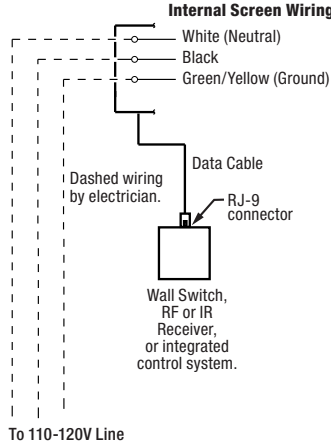 Internal Screen Wiring
White (Neutral)
Black
Green/Yellow (Ground)
Data Cable
Dashed wiring
by electrician.
RJ-9
connector
Wall Switch,
RF or IR
Receiver,
or integrated
control system.
To 110-120V Line